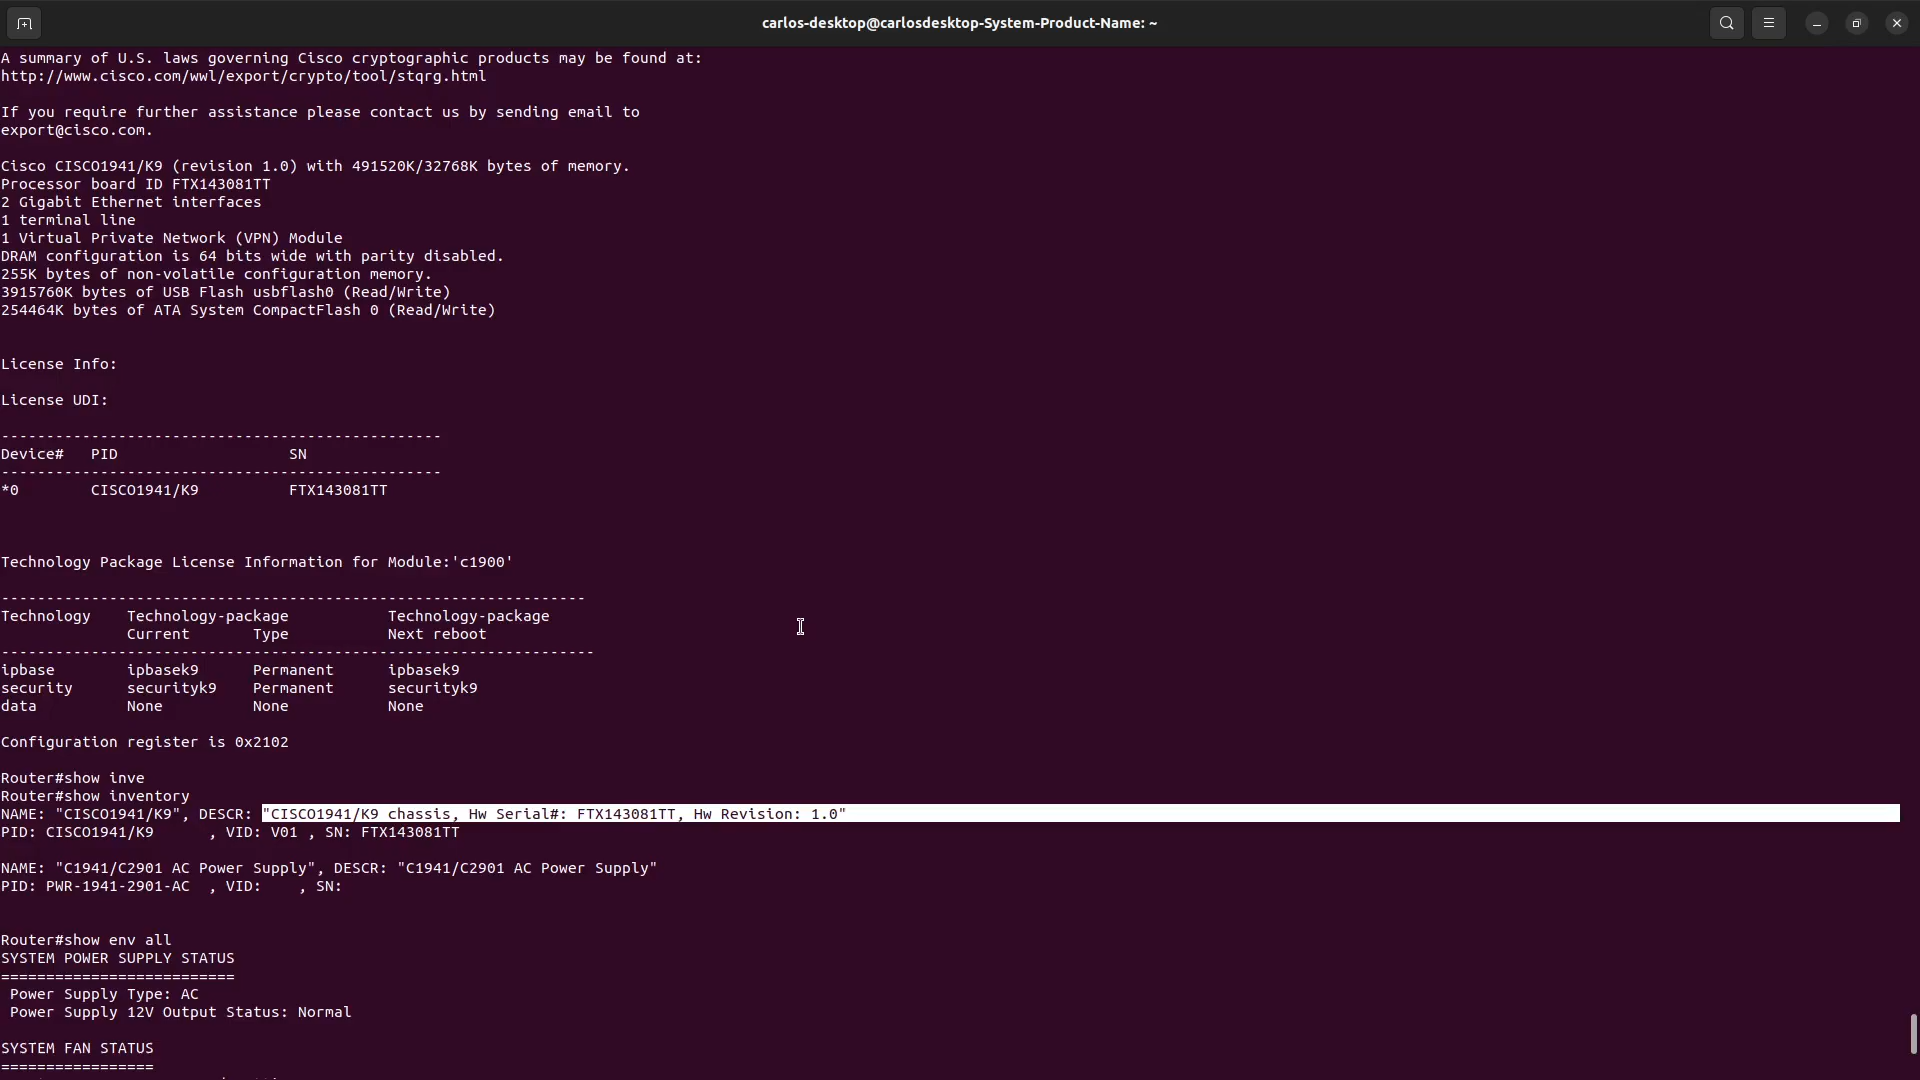 carlos-desktop@carlosdesktop-System-Product-Name: ~
A summary of U.S. laws governing Cisco cryptographic products may be found at:
http://www.cisco.com/wwl/export/crypto/tool/stqrg.html
If you require further assistance please contact us by sending email to
export@cisco.com.
Cisco CISCO1941/K9 (revision 1.0) with 491520K/32768K bytes of memory.
Processor board ID FTX143081TT
2 Gigabit Ethernet interfaces
1 terminal line
1 Virtual Private Network (VPN) Module
DRAM configuration is 64 bits wide with parity disabled.
255K bytes of non-volatile configuration memory.
3915760K bytes of USB Flash usbflash0 (Read/Write)
254464K bytes of ATA System CompactFlash 0 (Read/Write)
License Info:
License UDI:
-------------------------------------------------
Device#   PID                   SN
-------------------------------------------------
*0        CISCO1941/K9          FTX143081TT
Technology Package License Information for Module:'c1900'
-----------------------------------------------------------------
Technology    Technology-package           Technology-package
              Current       Type           Next reboot
------------------------------------------------------------------
ipbase        ipbasek9      Permanent      ipbasek9
security      securityk9    Permanent      securityk9
data          None          None           None
Configuration register is 0x2102
Router#show inve
Router#show inventory
NAME: "CISCO1941/K9", DESCR: "CISCO1941/K9 chassis, Hw Serial#: FTX143081TT, Hw Revision: 1.0"
PID: CISCO1941/K9      , VID: V01 , SN: FTX143081TT
NAME: "C1941/C2901 AC Power Supply", DESCR: "C1941/C2901 AC Power Supply"
PID: PWR-1941-2901-AC  , VID:    , SN:
Router#show env all
SYSTEM POWER SUPPLY STATUS
==========================
 Power Supply Type: AC
 Power Supply 12V Output Status: Normal
SYSTEM FAN STATUS
=================